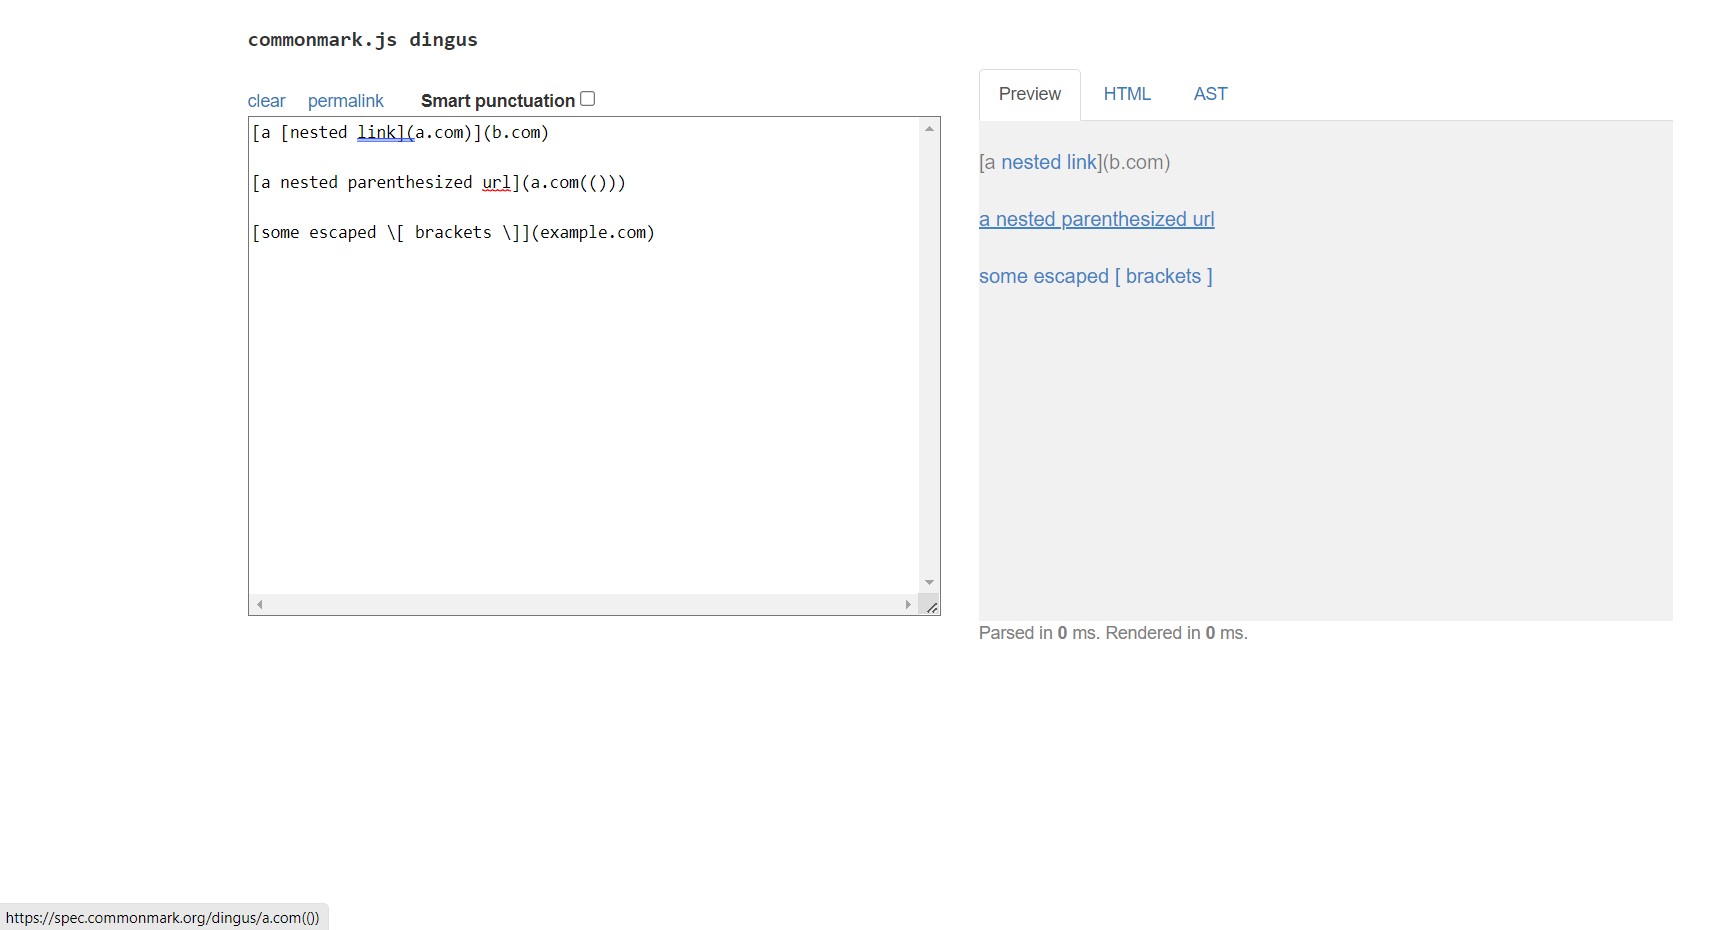 commonmark.js dingus
clear permalink Smart punctuation
[a [nested link](a.com)](b.com)
[a nested parenthesized url](a.com(()))
[some escaped \[ brackets \]](example.com)
Preview HTML AST
[a nested link](b.com)
a nested parenthesized url
some escaped [ brackets ]
Parsed in 0 ms. Rendered in 0 ms.
https://spec.commonmark.org/dingus/a.com(())